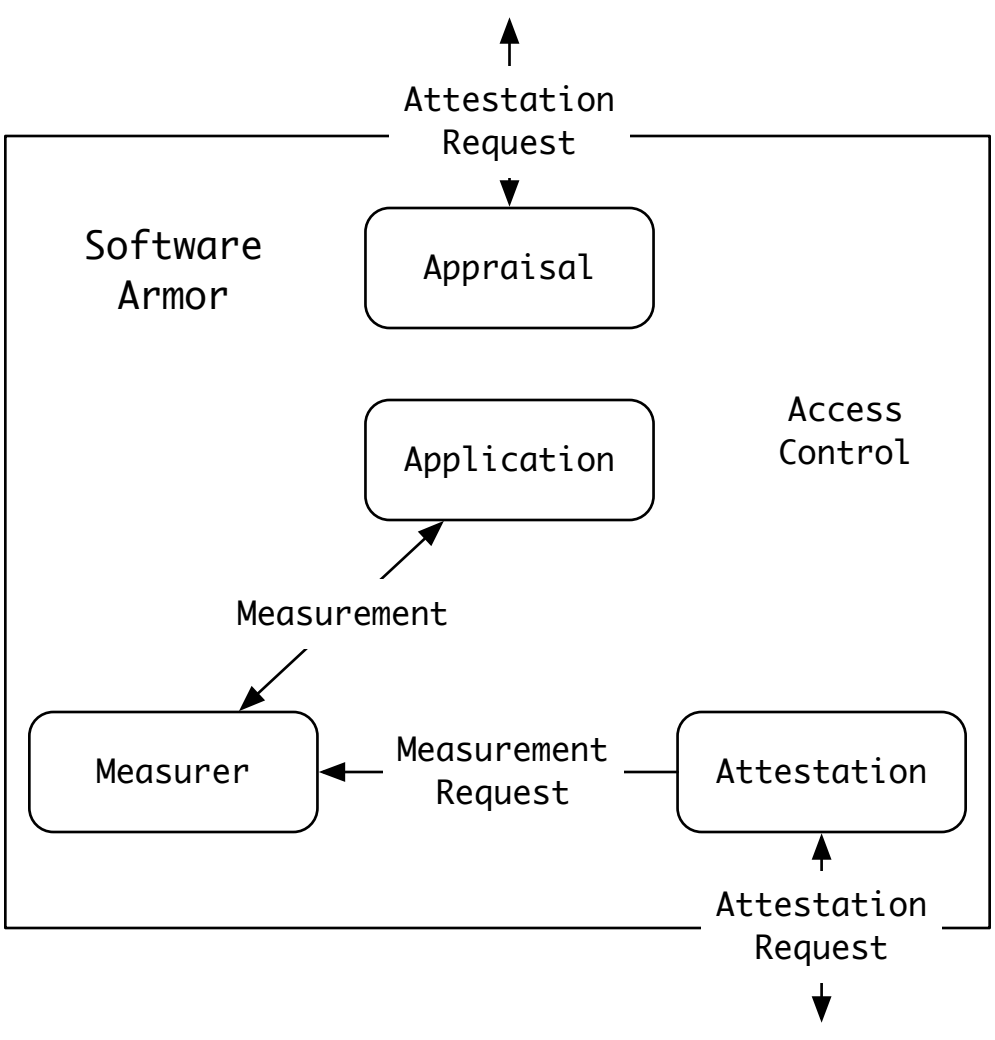 Attestation
Request
Appraisal
Software
Armor
Application
Access
Control
Measurement
Measurer
Measurement
Request
Attestation
Attestation
Request